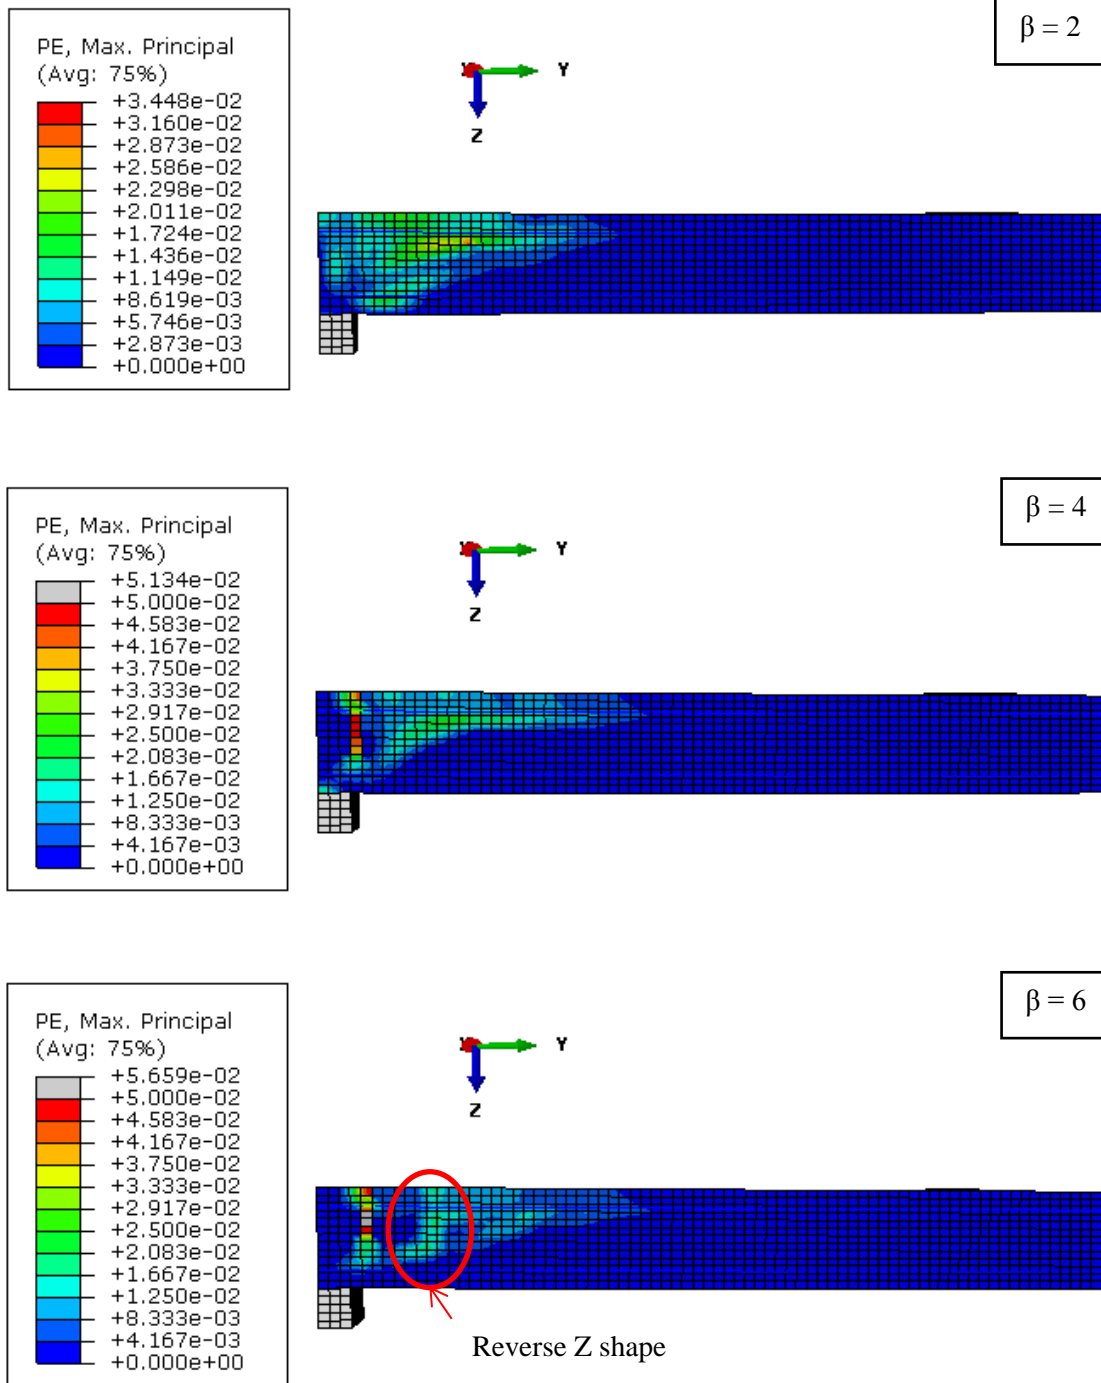 β = 2
PE, Max. Principal
(Avg: 75%)
+3.448e-02
+3.160e-02
+2.873e-02
+2.586e-02
+2.298e-02
+2.011e-02
+1.724e-02
+1.436e-02
+1.149e-02
+8.619e-03
+5.746e-03
+2.873e-03
+0.000e+00
Y
Z
β = 4
PE, Max. Principal
(Avg: 75%)
+5.134e-02
+5.000e-02
+4.583e-02
+4.167e-02
+3.750e-02
+3.333e-02
+2.917e-02
+2.500e-02
+2.083e-02
+1.667e-02
+1.250e-02
+8.333e-03
+4.167e-03
+0.000e+00
Y
Z
β = 6
PE, Max. Principal
(Avg: 75%)
+5.659e-02
+5.000e-02
+4.583e-02
+4.167e-02
+3.750e-02
+3.333e-02
+2.917e-02
+2.500e-02
+2.083e-02
+1.667e-02
+1.250e-02
+8.333e-03
+4.167e-03
+0.000e+00
Y
Z
Reverse Z shape